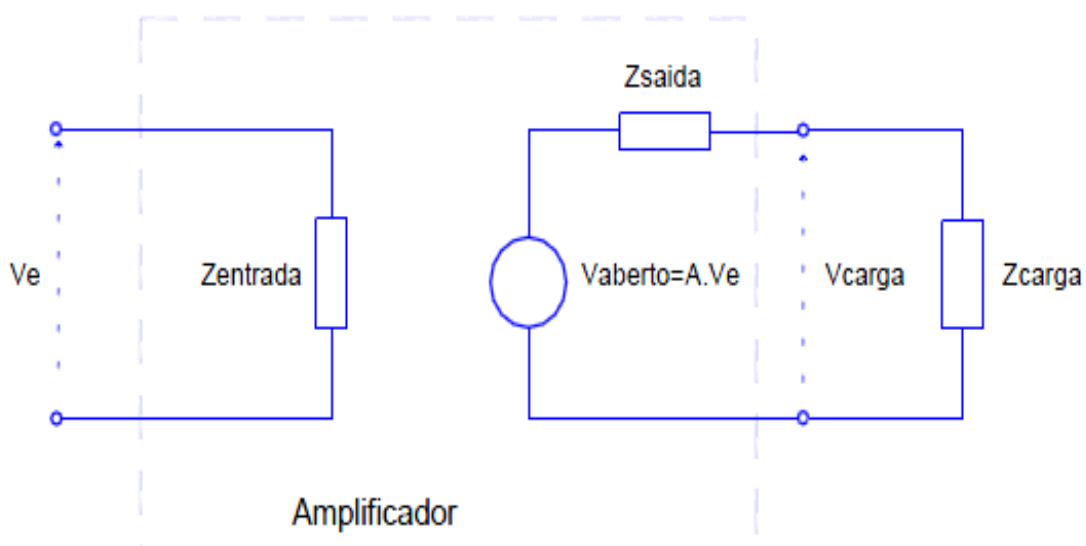 Zsaida
Ve
Zentrada
Vaberto=A.Ve
Vcarga
Zcarga
Amplificador